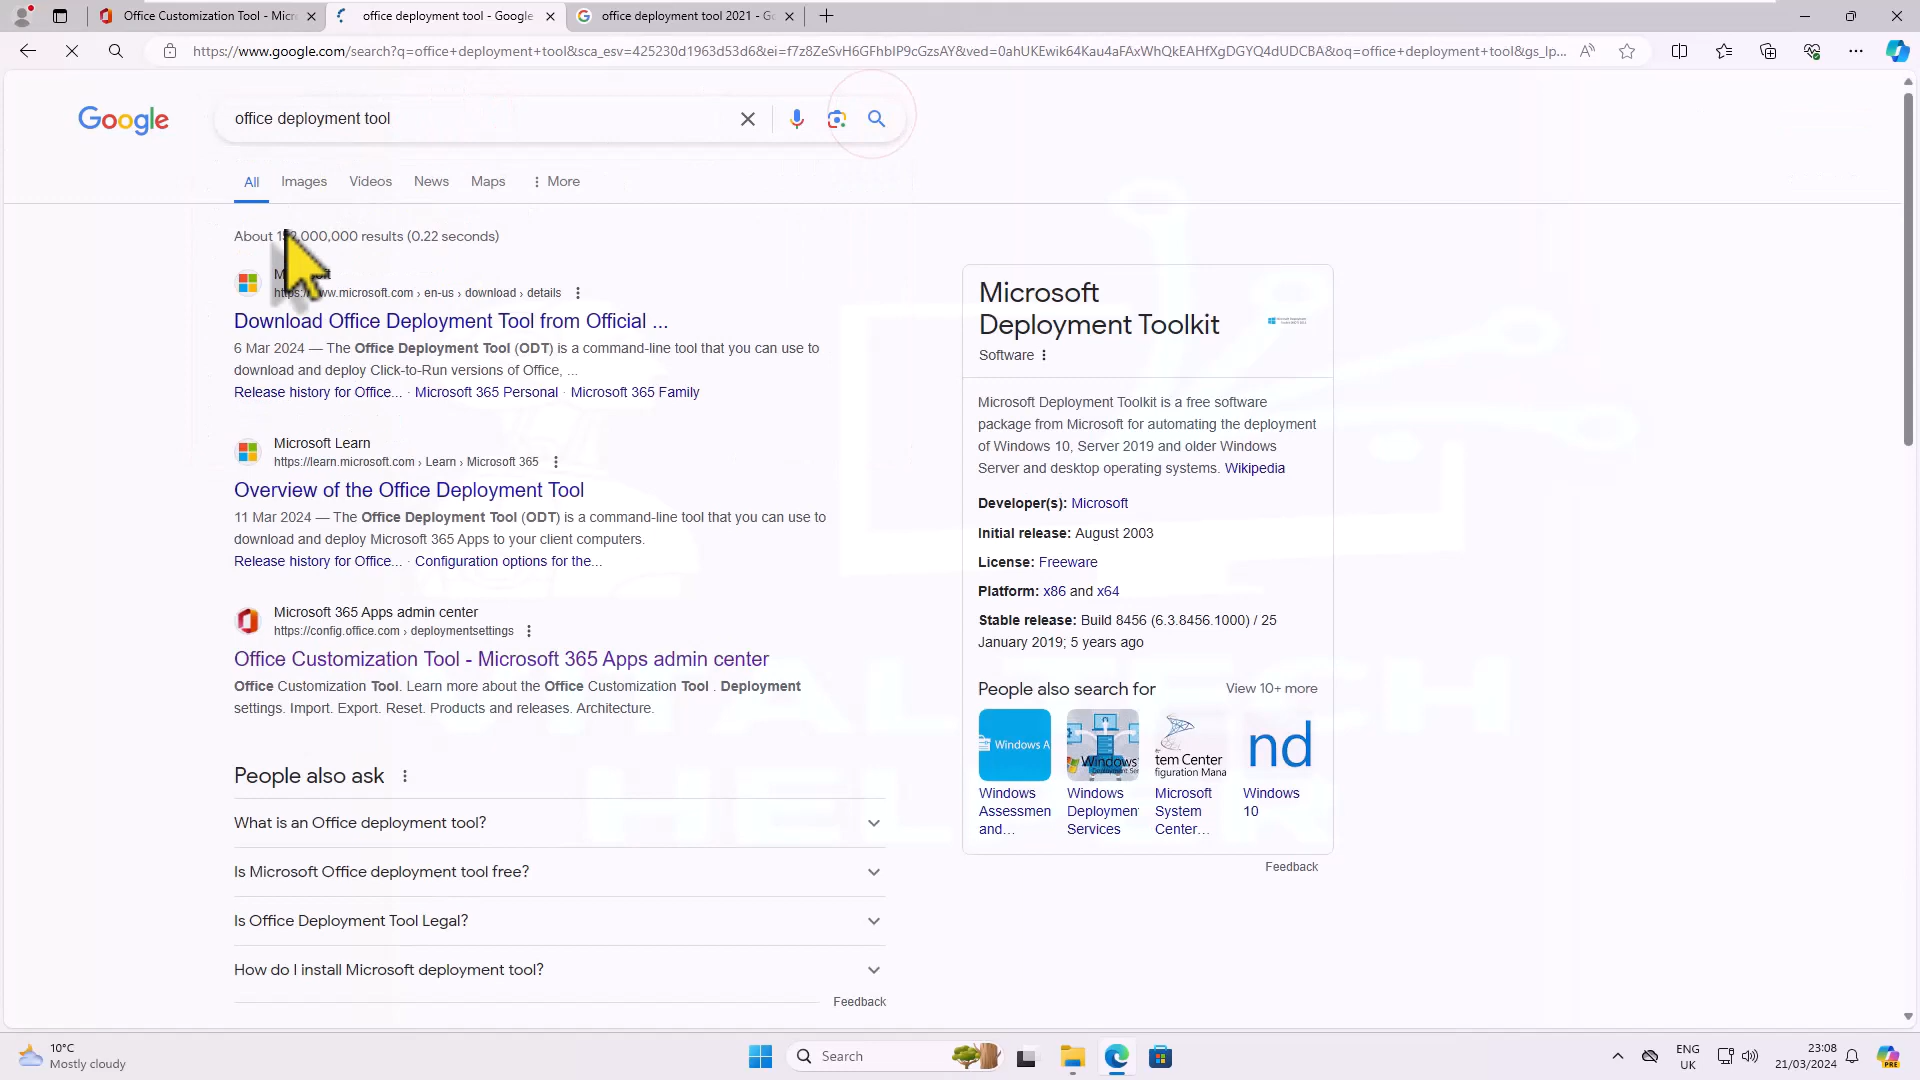 Office Customization Tool - Micr
office deployment tool - Google
office deployment tool 2021 - Go
https://www.google.com/search?q=office+deployment+tool&sca_esv=425230d1963d53d6&ei=f7z8ZeSvH6GFhbIP9cGzsAY&ved=0ahUKEwik64Kau4aFAxWhQkEAHfXgDGYQ4dUDCBA&oq=office+deployment+tool&gs_lp...
Google
office deployment tool
All
Images
Videos
News
Maps
More
About 000,000 results (0.22 seconds)
www.microsoft.com › en-us › download › details
Download Office Deployment Tool from Official ...
6 Mar 2024 — The Office Deployment Tool (ODT) is a command-line tool that you can use to
download and deploy Click-to-Run versions of Office, ...
Release history for Office... · Microsoft 365 Personal · Microsoft 365 Family
Microsoft Learn
https://learn.microsoft.com › Learn › Microsoft 365
Overview of the Office Deployment Tool
11 Mar 2024 — The Office Deployment Tool (ODT) is a command-line tool that you can use to
download and deploy Microsoft 365 Apps to your client computers.
Release history for Office... · Configuration options for the...
Microsoft 365 Apps admin center
https://config.office.com › deploymentsettings
Office Customization Tool - Microsoft 365 Apps admin center
Office Customization Tool. Learn more about the Office Customization Tool . Deployment
settings. Import. Export. Reset. Products and releases. Architecture.
People also ask
What is an Office deployment tool?
Is Microsoft Office deployment tool free?
Is Office Deployment Tool Legal?
How do I install Microsoft deployment tool?
Feedback
Microsoft
Deployment Toolkit
Software
Microsoft Deployment Toolkit is a free software
package from Microsoft for automating the deployment
of Windows 10, Server 2019 and older Windows
Server and desktop operating systems. Wikipedia
Developer(s): Microsoft
Initial release: August 2003
License: Freeware
Platform: x86 and x64
Stable release: Build 8456 (6.3.8456.1000) / 25
January 2019; 5 years ago
People also search for
View 10+ more
Windows A
Windows
tem Center
figuration Mana
nd
Windows
Assessmen
and...
Windows
Deployment
Services
Microsoft
System
Center...
Windows
10
Feedback
10°C
Mostly cloudy
Search
ENG
UK
23:08
21/03/2024
PRE